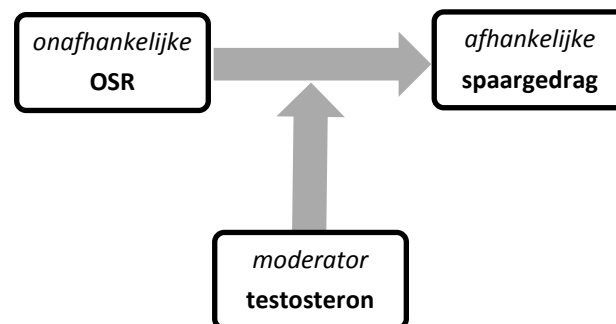 onafhankelijke
OSR
afhankelijke
spaargedrag
moderator
testosteron